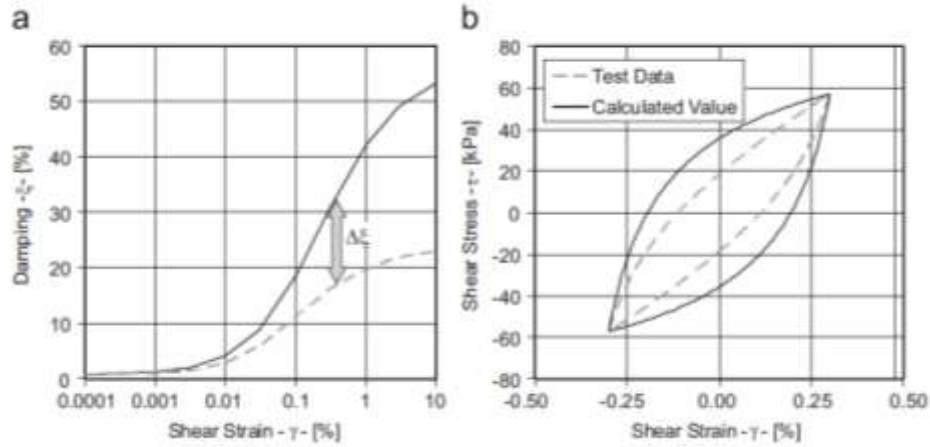 a
60
50
40
30
20
10
0
Damping -ξ- [%]
Δξ
0.0001 0.001 0.01 0.1 1 10
Shear Strain - γ - [%]
b
80
60
40
20
0
-20
-40
-60
-80
Shear Stress - τ - [kPa]
Test Data
Calculated Value
-0.50 -0.25 0.00 0.25 0.50
Shear Strain - γ - [%]